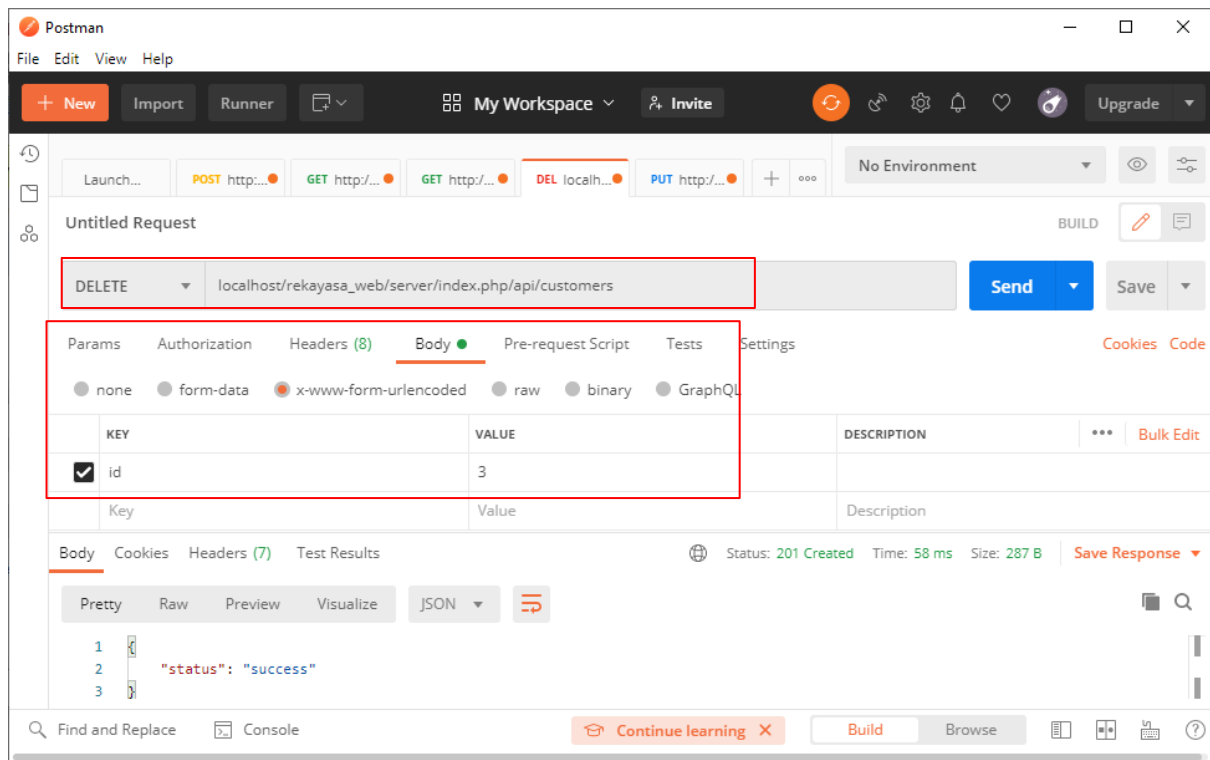 Postman
File Edit View Help
+ New Import Runner My Workspace Invite Upgrade
Launch... POST http:... GET http:/... GET http:/... DEL localh... PUT http:/... + ooo No Environment
Untitled Request BUILD
DELETE localhost/rekayasa_web/server/index.php/api/customers Send Save
Params Authorization Headers (8) Body Pre-request Script Tests Settings Cookies Code
none form-data x-www-form-urlencoded raw binary GraphQL
KEY VALUE DESCRIPTION ••• Bulk Edit
id 3
Key Value Description
Body Cookies Headers (7) Test Results Status: 201 Created Time: 58 ms Size: 287 B Save Response
Pretty Raw Preview Visualize JSON
1 {
2 "status": "success"
3 }
Find and Replace Console Continue learning X Build Browse